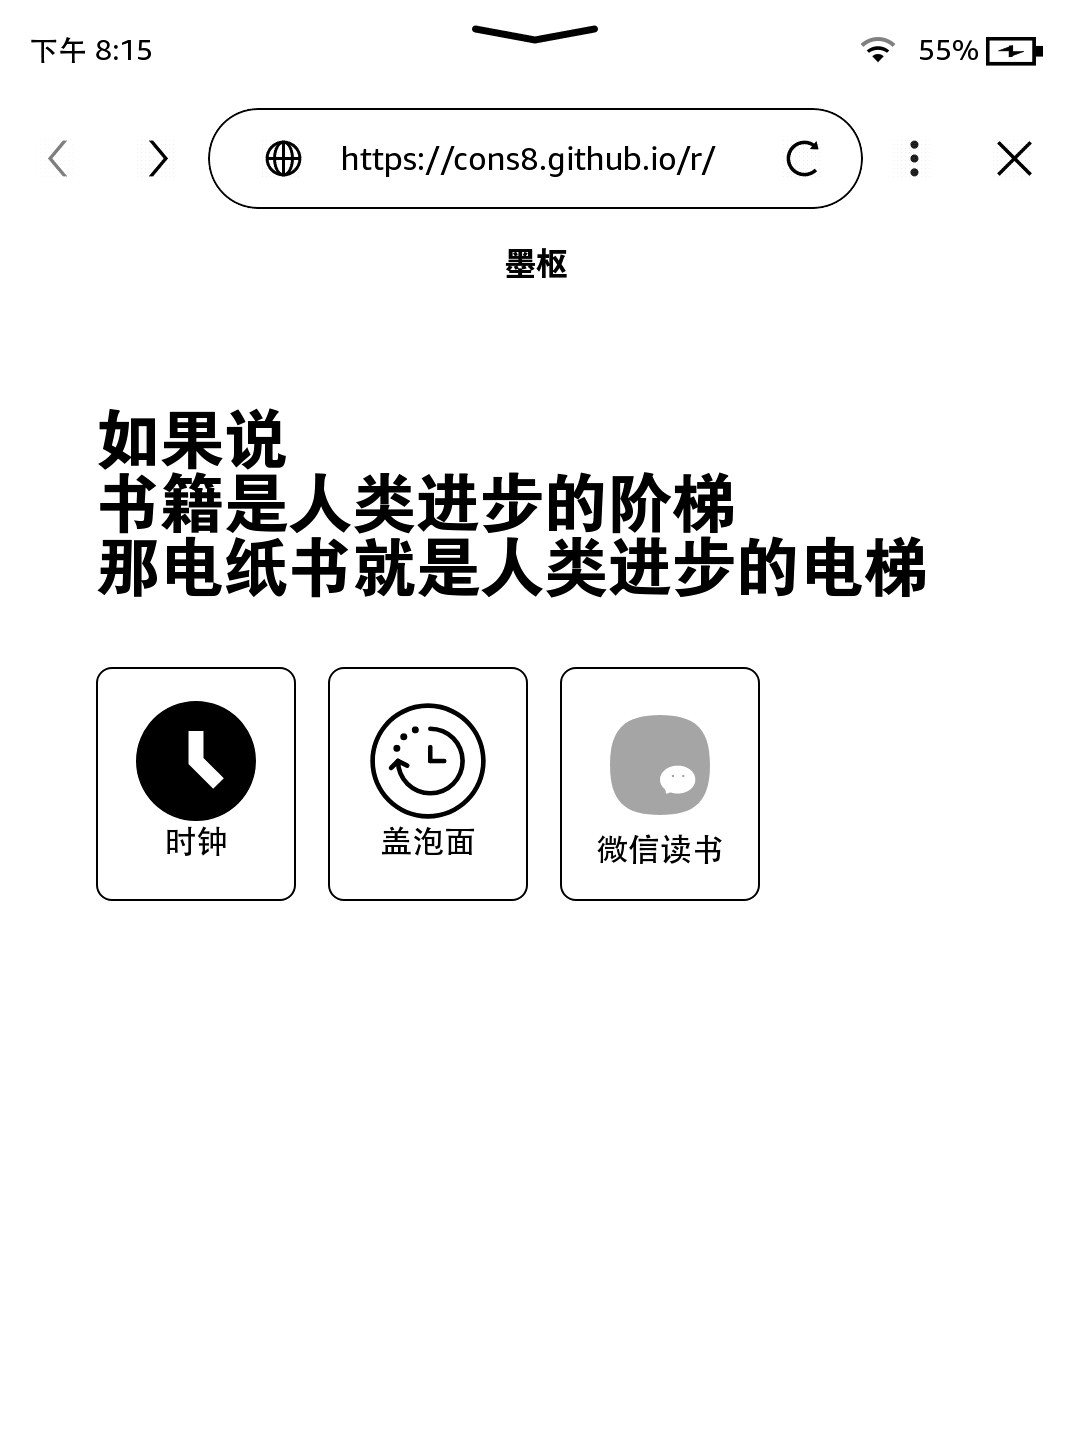 下午 8:15
55%
https://cons8.github.io/r/
墨枢
如果说
书籍是人类进步的阶梯
那电纸书就是人类进步的电梯
时钟
盖泡面
微信读书